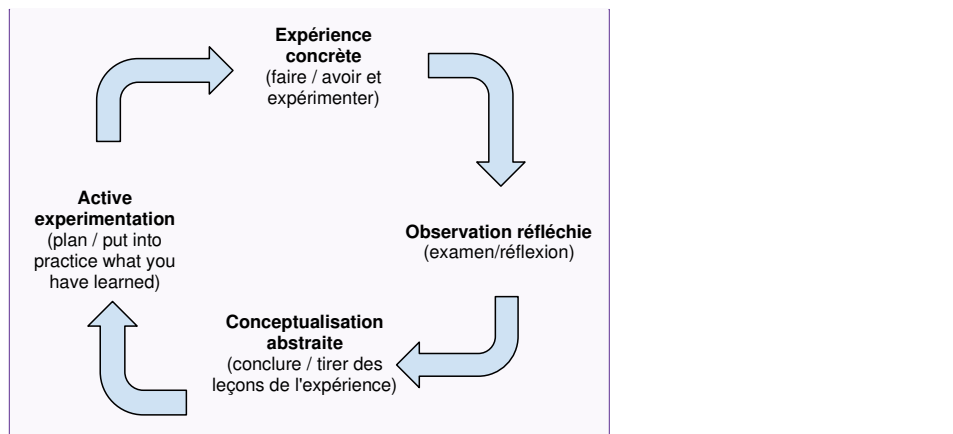 Expérience
concrète
(faire / avoir et
expérimenter)
Observation réfléchie
(examen/réflexion)
Conceptualisation
abstraite
(conclure / tirer des
leçons de l'expérience)
Active
experimentation
(plan / put into
practice what you
have learned)